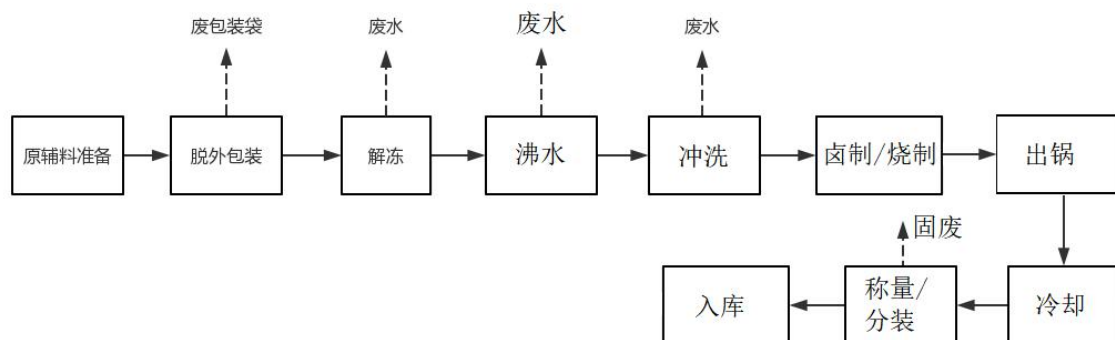 废包装袋
废水
废水
废水
原辅料准备
脱外包装
解冻
沸水
冲洗
卤制/烧制
出锅
固废
入库
称量/
分装
冷却